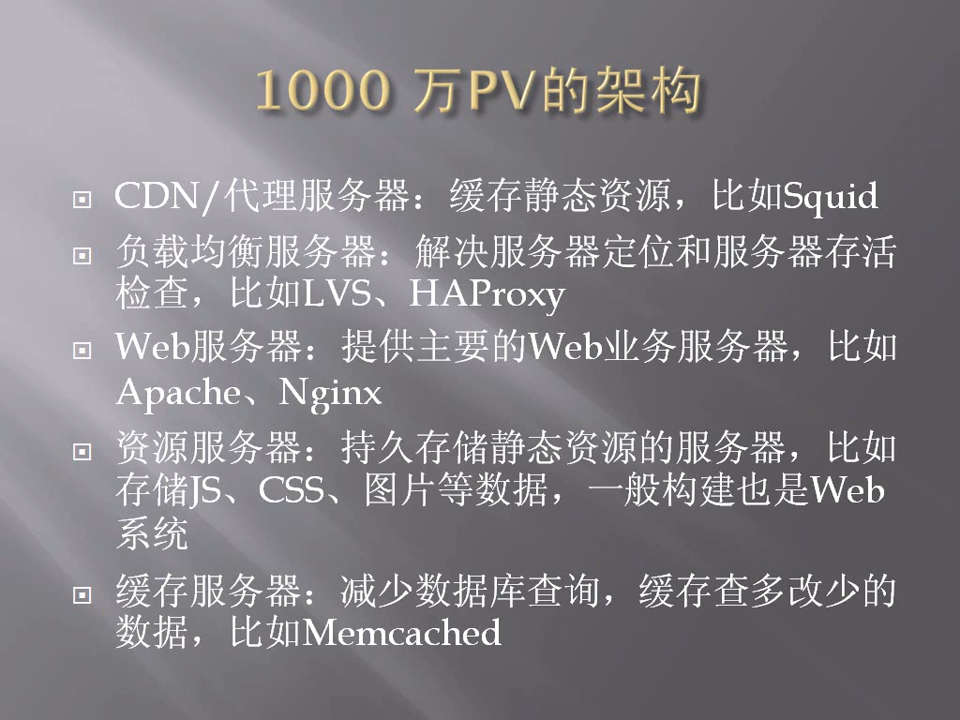 1000 万PV的架构
CDN/代理服务器：缓存静态资源，比如Squid
负载均衡服务器：解决服务器定位和服务器存活
检查，比如LVS、HAProxy
Web服务器：提供主要的Web业务服务器，比如
Apache、Nginx
资源服务器：持久存储静态资源的服务器，比如
存储JS、CSS、图片等数据，一般构建也是Web
系统
缓存服务器：减少数据库查询，缓存查多改少的
数据，比如Memcached